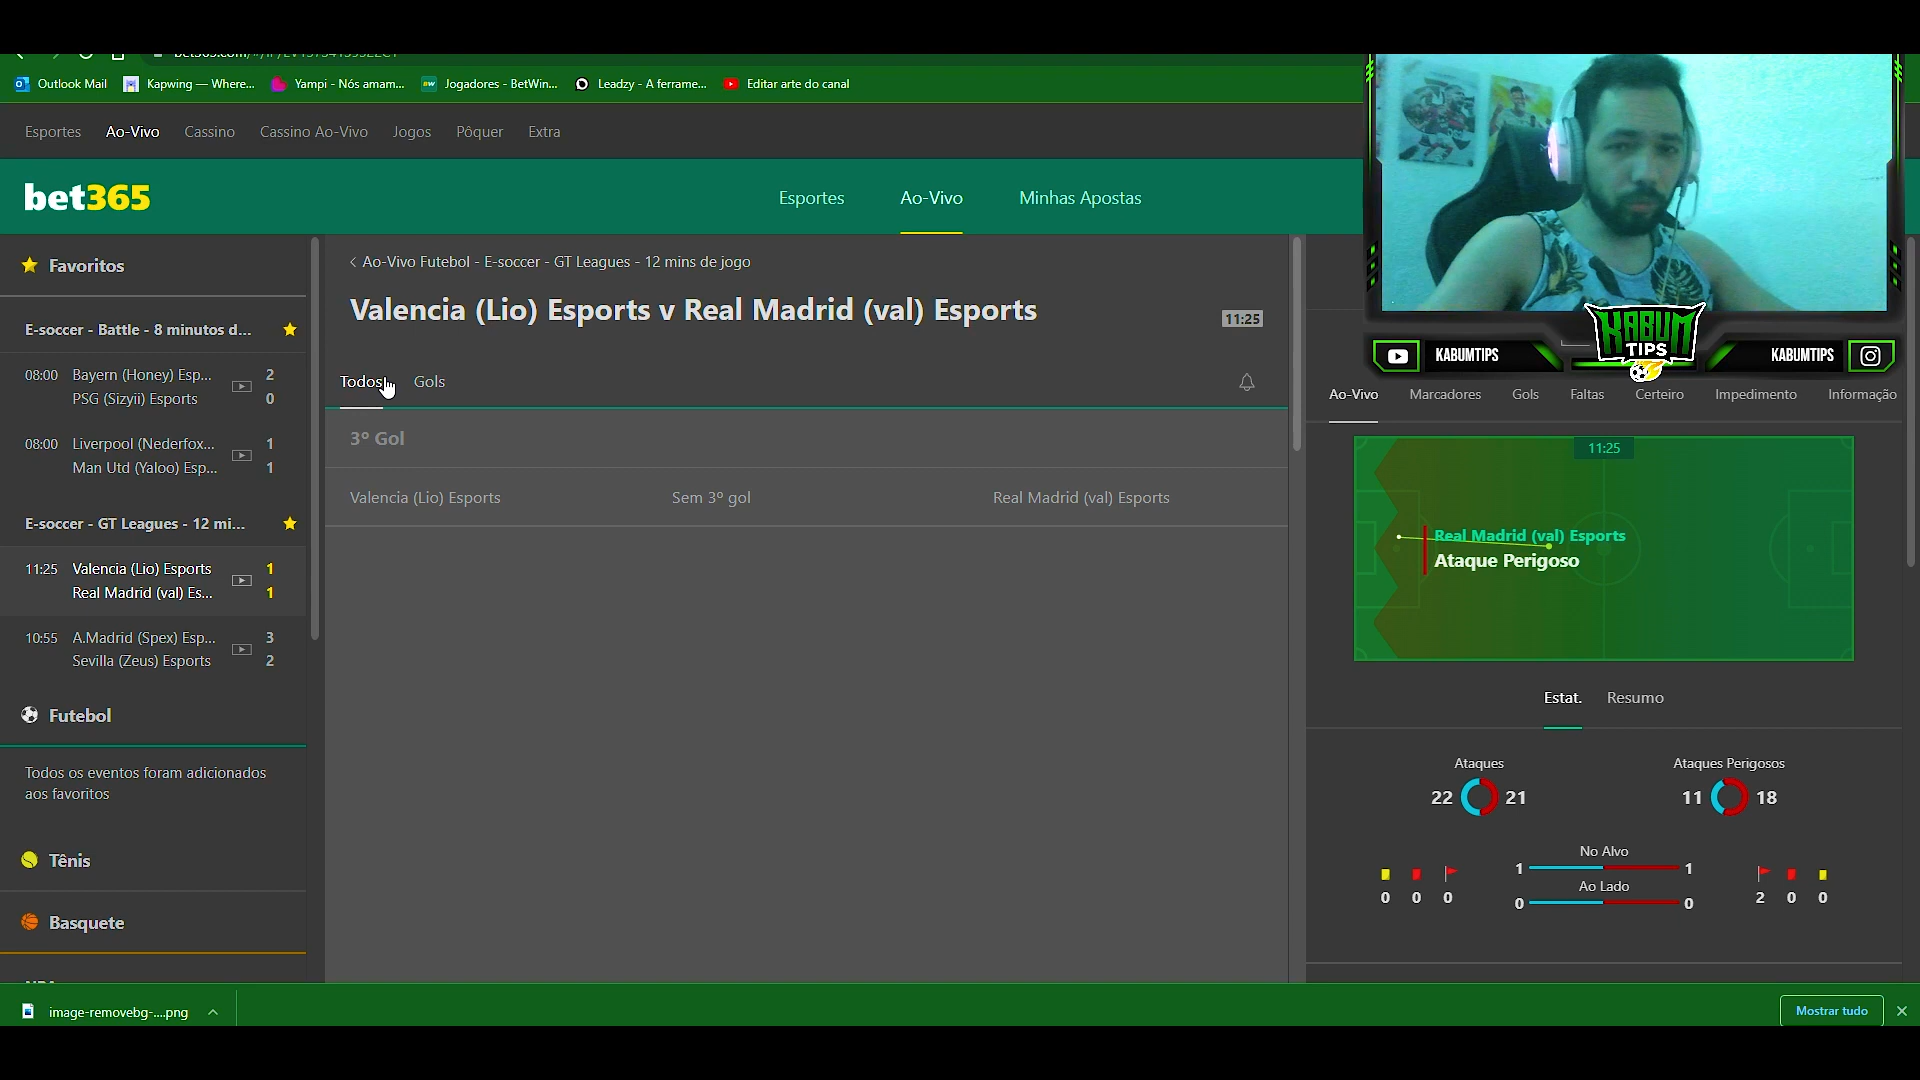 Outlook Mail
Kapwing — Where...
Yampi - Nós amam...
Jogadores - BetWin...
Leadzy - A ferrame...
Editar arte do canal
Esportes
Ao-Vivo
Cassino
Cassino Ao-Vivo
Jogos
Pôquer
Extra
bet365
Esportes
Ao-Vivo
Minhas Apostas
Favoritos
E-soccer - Battle - 8 minutos d...
08:00 Bayern (Honey) Esp... 2
PSG (Sizyii) Esports 0
08:00 Liverpool (Nederfox... 1
Man Utd (Yaloo) Esp... 1
E-soccer - GT Leagues - 12 mi...
11:25 Valencia (Lio) Esports 1
Real Madrid (val) Es... 1
10:55 A.Madrid (Spex) Esp... 3
Sevilla (Zeus) Esports 2
Futebol
Todos os eventos foram adicionados
aos favoritos
Tênis
Basquete
< Ao-Vivo Futebol - E-soccer - GT Leagues - 12 mins de jogo
Valencia (Lio) Esports v Real Madrid (val) Esports
11:25
Todos
Gols
3º Gol
Valencia (Lio) Esports
Sem 3º gol
Real Madrid (val) Esports
KABUMTIPS
KABUM
TIPS
KABUMTIPS
Ao-Vivo
Marcadores
Gols
Faltas
Certeiro
Impedimento
Informação
11:25
Real Madrid (val) Esports
Ataque Perigoso
Estat.
Resumo
Ataques
22 21
Ataques Perigosos
11 18
No Alvo
1 1
Ao Lado
0 0
0 0 0
2 0 0
image-removebg-....png
Mostrar tudo